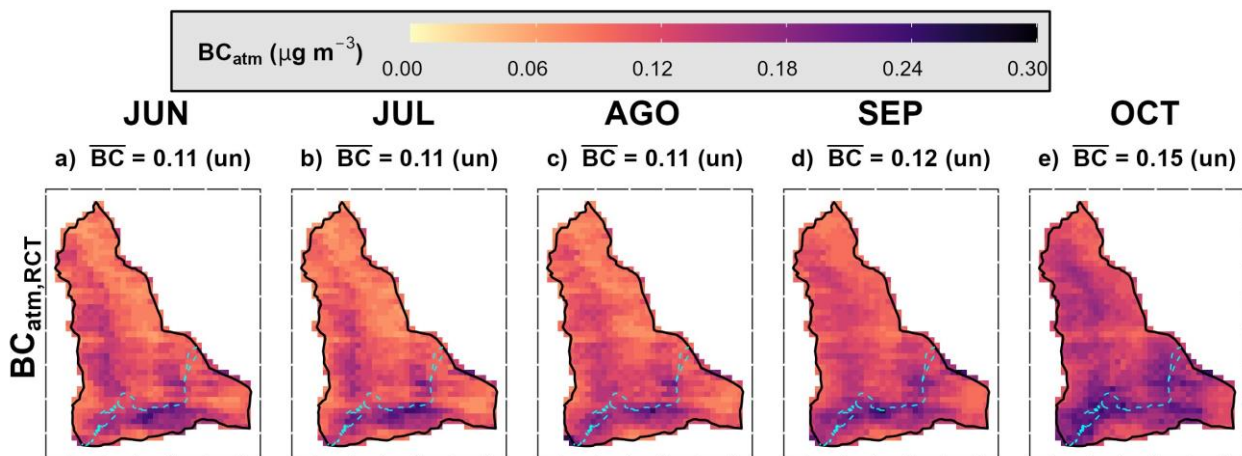 BCatm (μg m−3)
0.00 0.06 0.12 0.18 0.24 0.30
JUN JUL AGO SEP OCT
a) BC = 0.11 (un) b) BC = 0.11 (un) c) BC = 0.11 (un) d) BC = 0.12 (un) e) BC = 0.15 (un)
BCatm,RCT